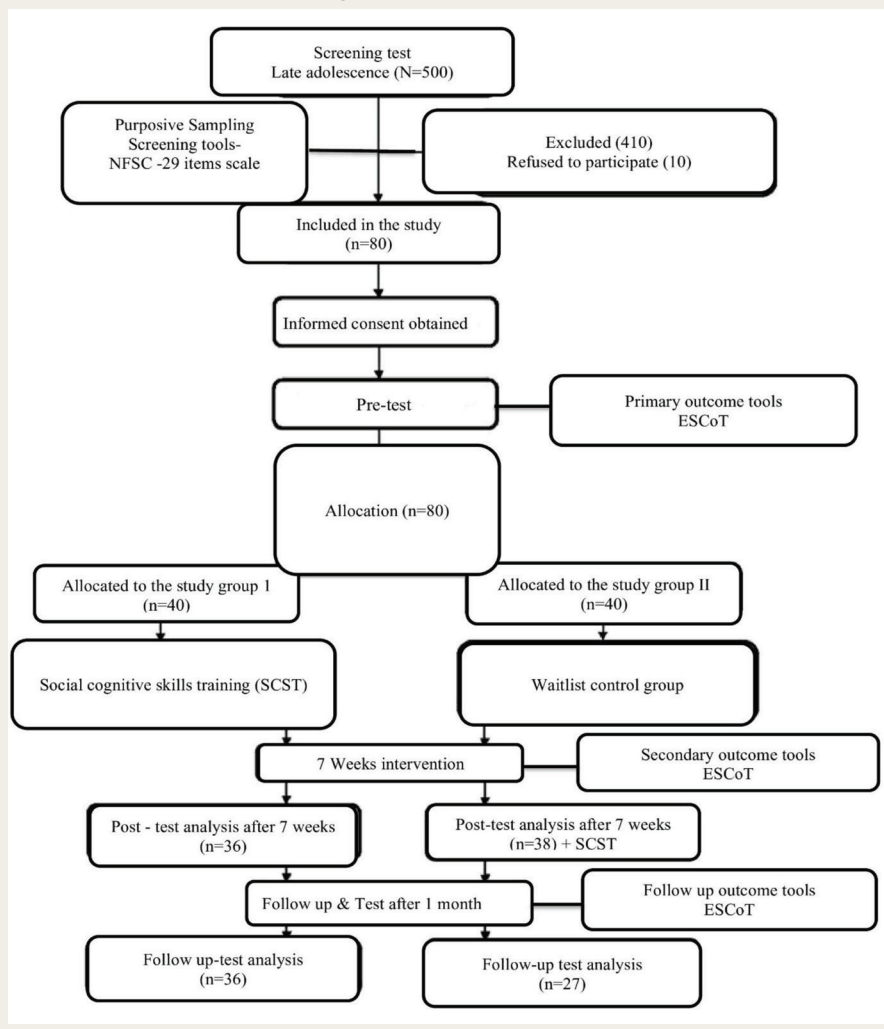 Screening test
Late adolescence (N=500)
Purposive Sampling
Screening tools-
NFSC -29 items scale
Excluded (410)
Refused to participate (10)
Included in the study
(n=80)
Informed consent obtained
Pre-test
Primary outcome tools
ESCoT
Allocation (n=80)
Allocated to the study group I
(n=40)
Allocated to the study group II
(n=40)
Social cognitive skills training (SCST)
Waitlist control group
7 Weeks intervention
Secondary outcome tools
ESCoT
Post - test analysis after 7 weeks
(n=36)
Post-test analysis after 7 weeks
(n=38) + SCST
Follow up & Test after 1 month
Follow up outcome tools
ESCoT
Follow up-test analysis
(n=36)
Follow-up test analysis
(n=27)